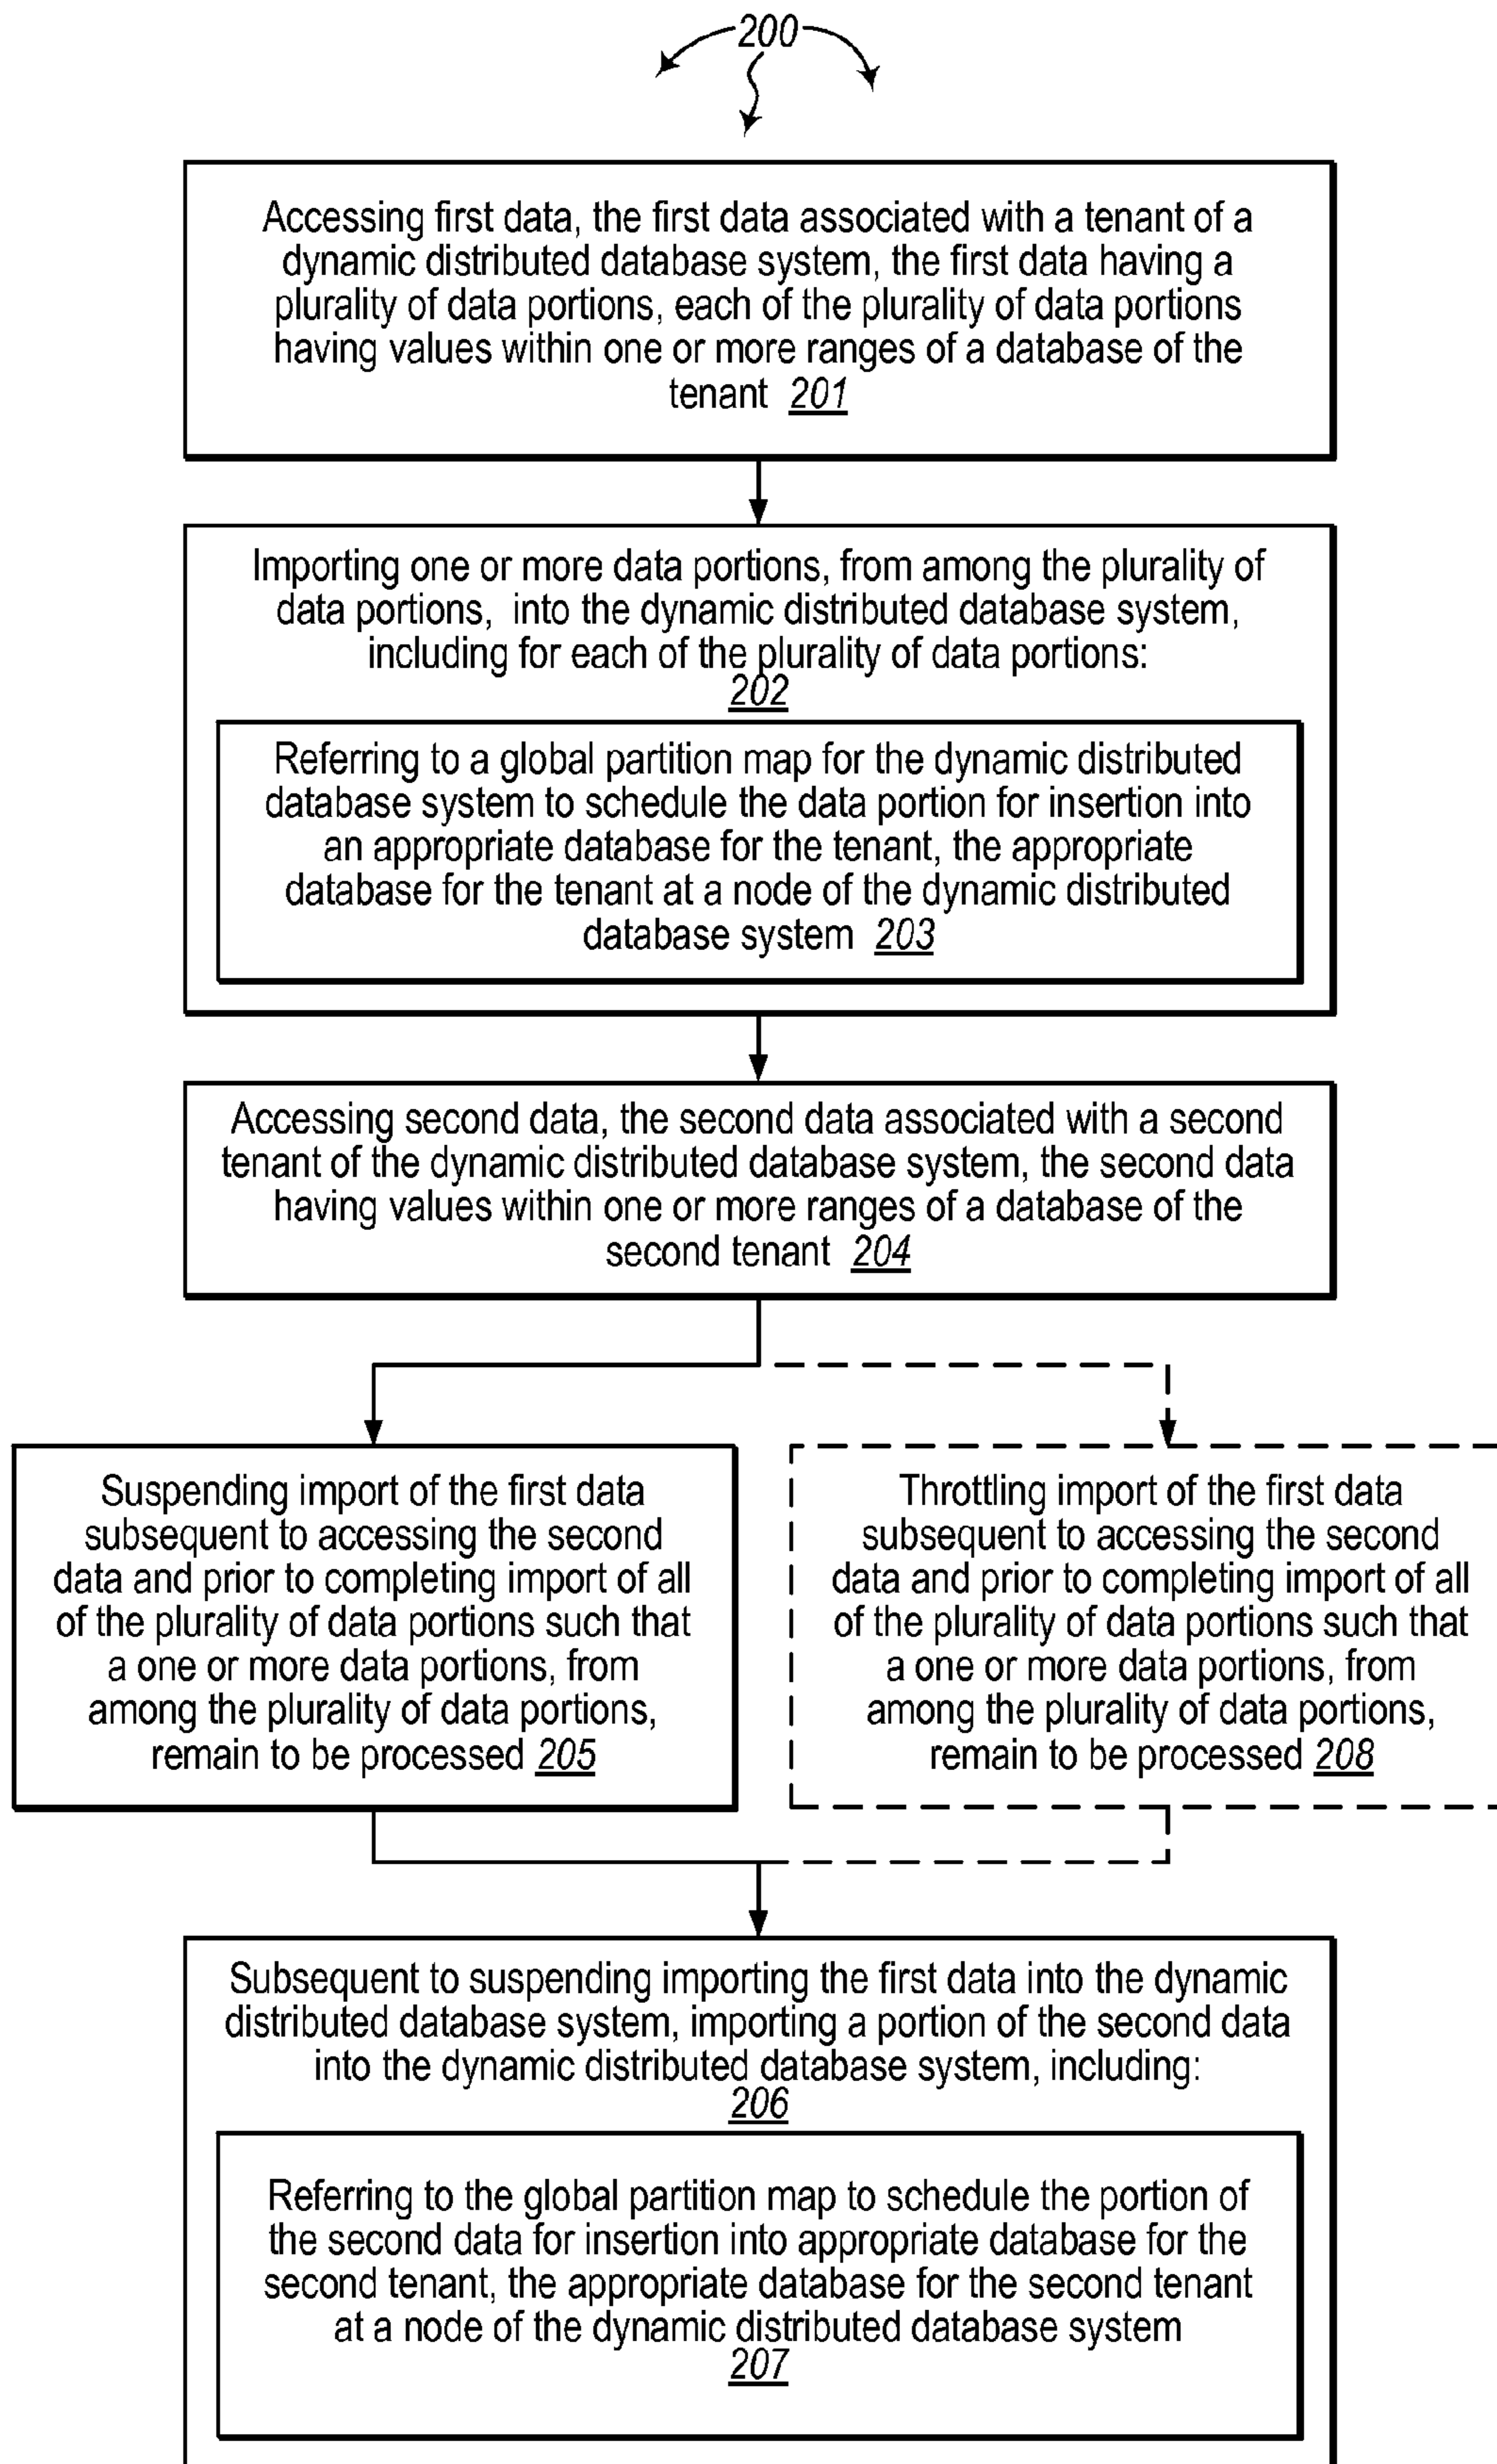 200
Accessing first data, the first data associated with a tenant of a
dynamic distributed database system, the first data having a
plurality of data portions, each of the plurality of data portions
having values within one or more ranges of a database of the
tenant 201
Importing one or more data portions, from among the plurality of
data portions, into the dynamic distributed database system,
including for each of the plurality of data portions:
202
Referring to a global partition map for the dynamic distributed
database system to schedule the data portion for insertion into
an appropriate database for the tenant, the appropriate
database for the tenant at a node of the dynamic distributed
database system 203
Accessing second data, the second data associated with a second
tenant of the dynamic distributed database system, the second data
having values within one or more ranges of a database of the
second tenant 204
Suspending import of the first data
subsequent to accessing the second
data and prior to completing import of all
of the plurality of data portions such that
a one or more data portions, from
among the plurality of data portions,
remain to be processed 205
Throttling import of the first data
subsequent to accessing the second
data and prior to completing import of all
of the plurality of data portions such that
a one or more data portions, from
among the plurality of data portions,
remain to be processed 208
Subsequent to suspending importing the first data into the dynamic
distributed database system, importing a portion of the second data
into the dynamic distributed database system, including:
206
Referring to the global partition map to schedule the portion of
the second data for insertion into appropriate database for the
second tenant, the appropriate database for the second tenant
at a node of the dynamic distributed database system
207